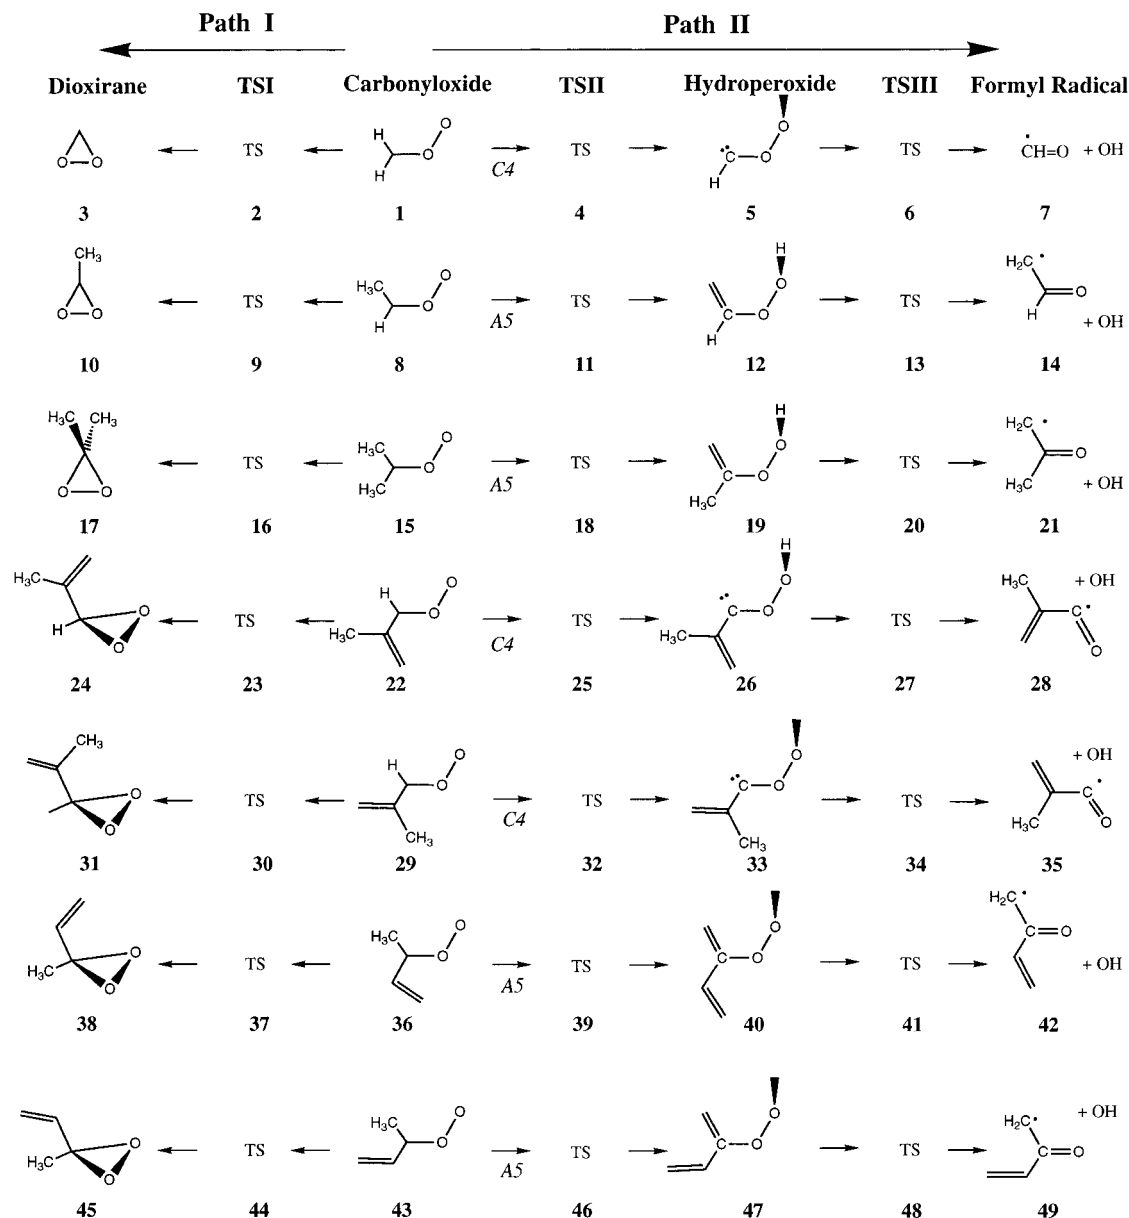 Path I
Path II
Dioxirane TSI Carbonyloxide TSII Hydroperoxide TSIII Formyl Radical
O O TS H H O O C4 TS C H O O TS ĊH=O + OH
3 2 1 4 5 6 7
CH3 O O TS H3C H O O A5 TS H O O C H TS H2C· H O + OH
10 9 8 11 12 13 14
H3C CH3 O O TS H3C H3C O O A5 TS H O O C H3C TS H2C· H3C O + OH
17 16 15 18 19 20 21
H3C H O O TS H H3C O O C4 TS H O O C H3C TS H3C C· O + OH
24 23 22 25 26 27 28
CH3 O O TS H O O CH3 C4 TS C O O CH3 TS H3C C· O + OH
31 30 29 32 33 34 35
H3C O O TS H3C O O A5 TS C O O TS H2C· C=O + OH
38 37 36 39 40 41 42
H3C O O TS H3C O O A5 TS C O O TS H2C· C=O + OH
45 44 43 46 47 48 49